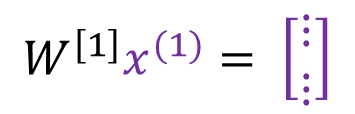 W^[1] x^(1) = [⋮ ⋮]